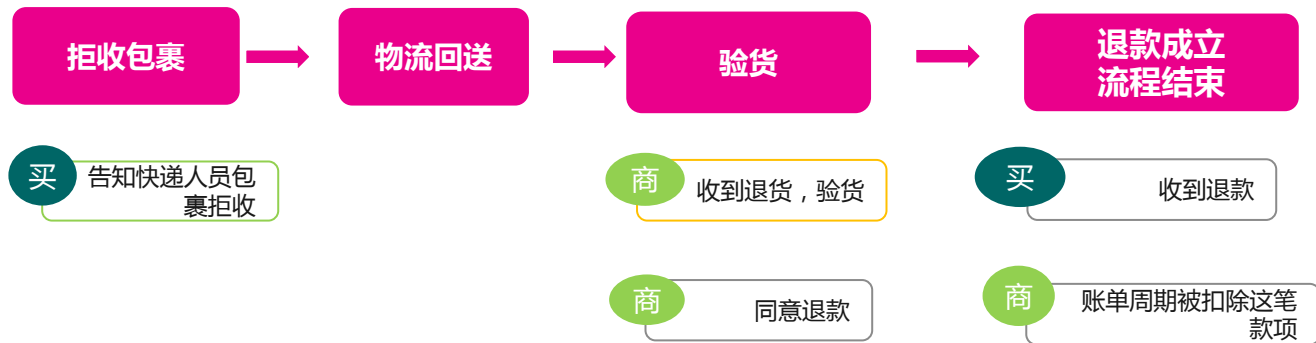 拒收包裹
物流回送
验货
退款成立
流程结束
买
告知快递人员包
裹拒收
商
收到退货，验货
买
收到退款
商
同意退款
商
账单周期被扣除这笔
款项